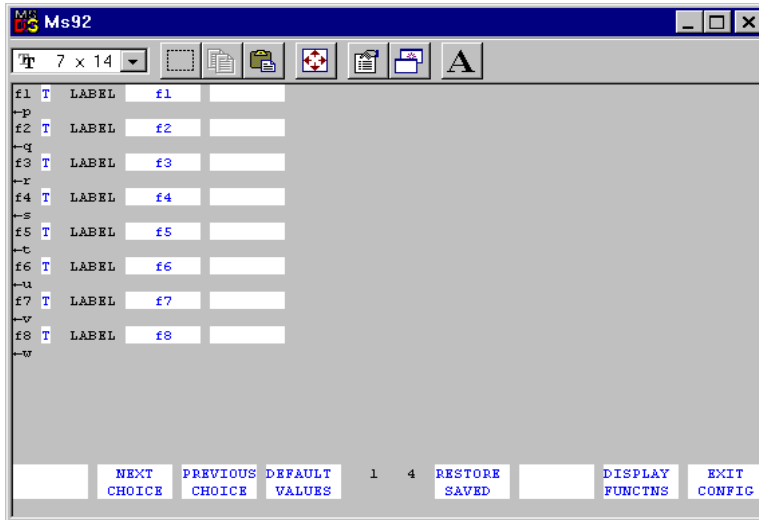 Ms92
7 x 14
A
f1 T LABEL f1
←p
f2 T LABEL f2
←q
f3 T LABEL f3
←r
f4 T LABEL f4
←s
f5 T LABEL f5
←t
f6 T LABEL f6
←u
f7 T LABEL f7
←v
f8 T LABEL f8
←w
NEXT PREVIOUS DEFAULT 1 4 RESTORE DISPLAY EXIT
CHOICE CHOICE VALUES SAVED FUNCTNS CONFIG